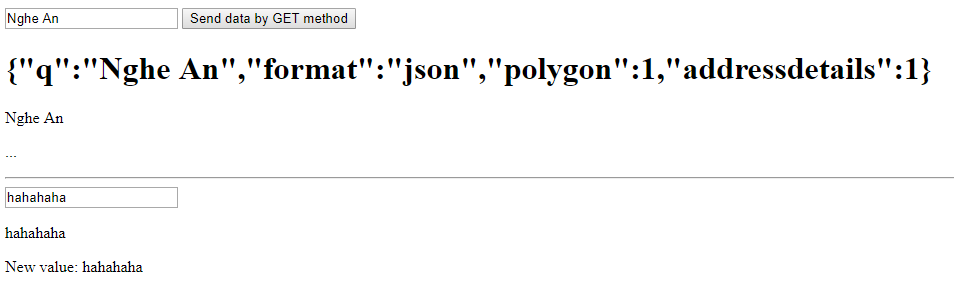 Nghe An Send data by GET method
{"q":"Nghe An","format":"json","polygon":1,"addressdetails":1}
Nghe An
...
hahahaha
hahahaha
New value: hahahaha